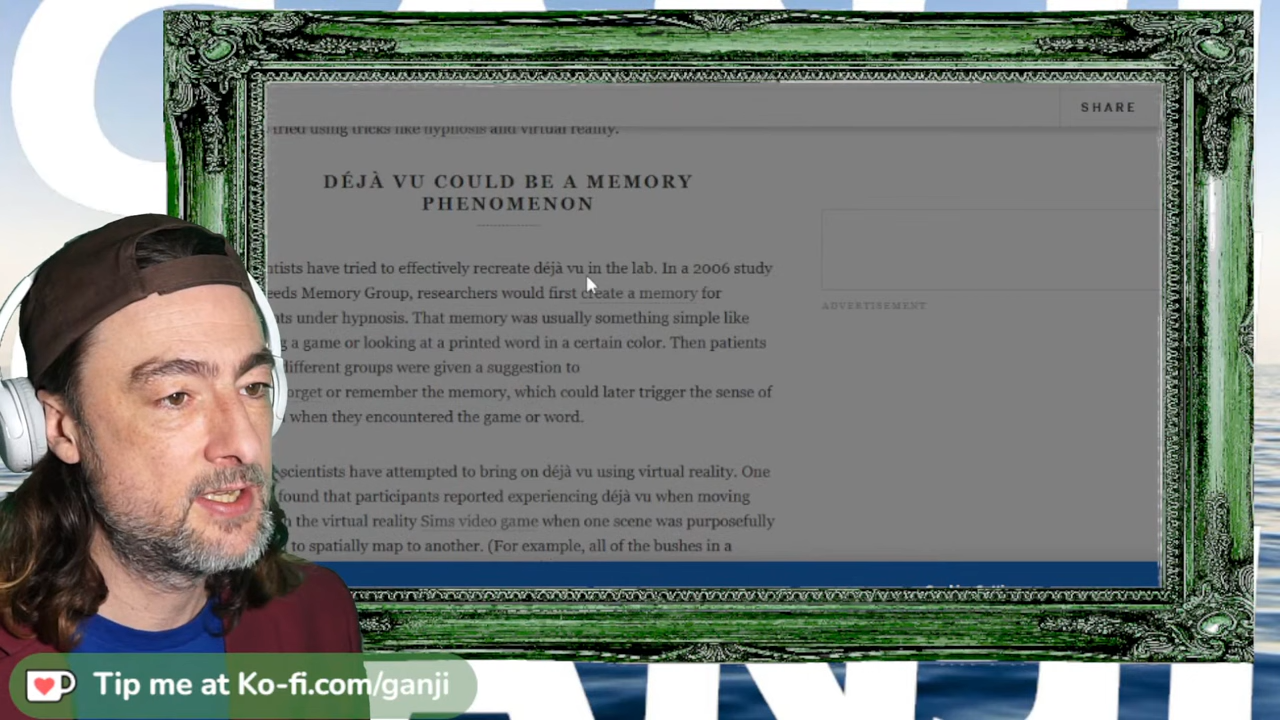 SHARE
tried using tricks like hypnosis and virtual reality.
DÉJÀ VU COULD BE A MEMORY
PHENOMENON
have tried to effectively recreate déjà vu in the lab. In a 2006 study
Memory Group, researchers would first create a memory for
under hypnosis. That memory was usually something simple like
a game or looking at a printed word in a certain color. Then patients
different groups were given a suggestion to
or remember the memory, which could later trigger the sense of
when they encountered the game or word.
ADVERTISEMENT
scientists have attempted to bring on déjà vu using virtual reality. One
found that participants reported experiencing déjà vu when moving
the virtual reality Sims video game when one scene was purposefully
to spatially map to another. (For example, all of the bushes in a
Tip me at Ko-fi.com/ganji